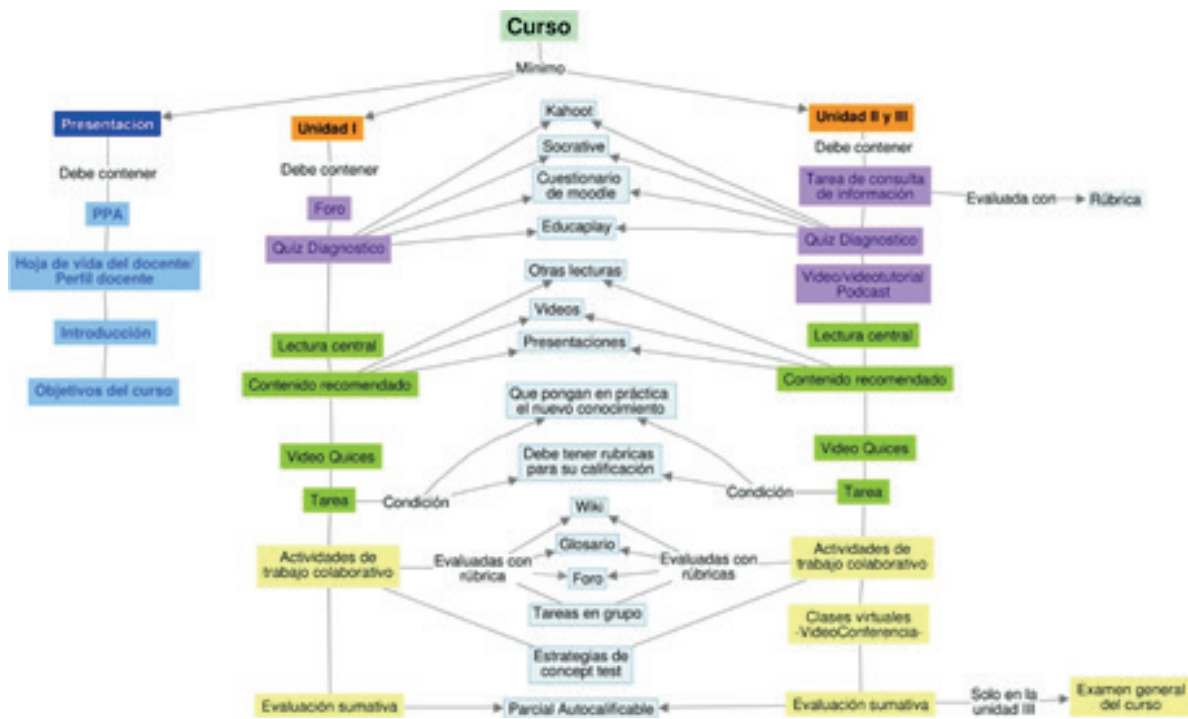 Curso
Mínimo
Presentacion
Unidad I
Kahoot
Unidad II y III
Debe contener
Debe contener
Socrative
Debe contener
PPA
Foro
Cuestionario
de moodle
Tarea de consulta
de información
Evaluada con
Rúbrica
Quiz Diagnostico
Educaplay
Quiz Diagnostico
Hoja de vida del docente/
Perfil docente
Otras lecturas
Video/videotutorial
Podcast
Introducción
Videos
Lectura central
Presentaciones
Lectura central
Objetivos del curso
Contenido recomendado
Contenido recomendado
Que pongan en práctica
el nuevo conocimiento
Video Quices
Debe tener rubricas
para su calificación
Video Quices
Tarea
Condición
Condición
Tarea
Wiki
Actividades de
trabajo colaborativo
Evaluadas con
rúbrica
Glosario
Evaluadas con
rúbricas
Actividades de
trabajo colaborativo
Foro
Tareas en grupo
Clases virtuales
-VideoConferencia-
Estrategias de
concept test
Evaluación sumativa
Parcial Autocalificable
Evaluación sumativa
Solo en la
unidad III
Examen general
del curso